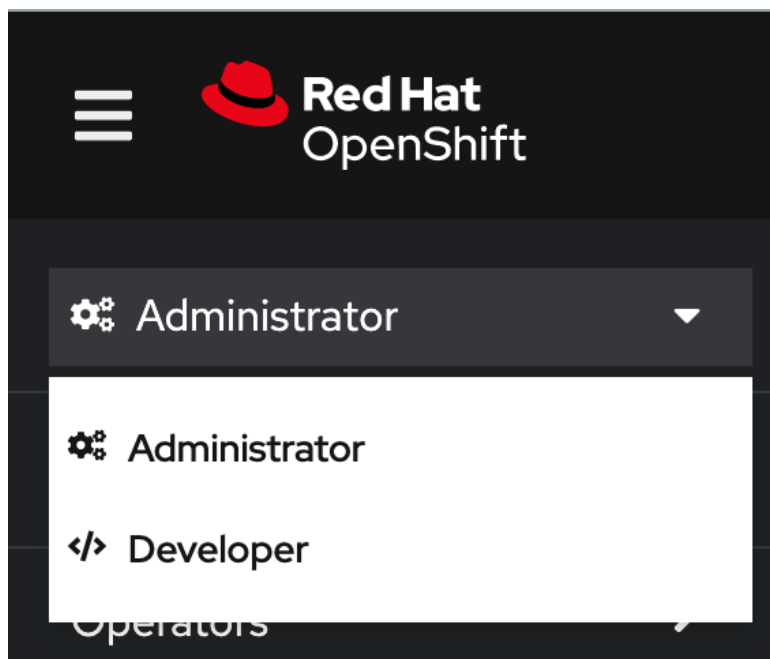 Red Hat
OpenShift
Administrator
Administrator
</> Developer
Operators